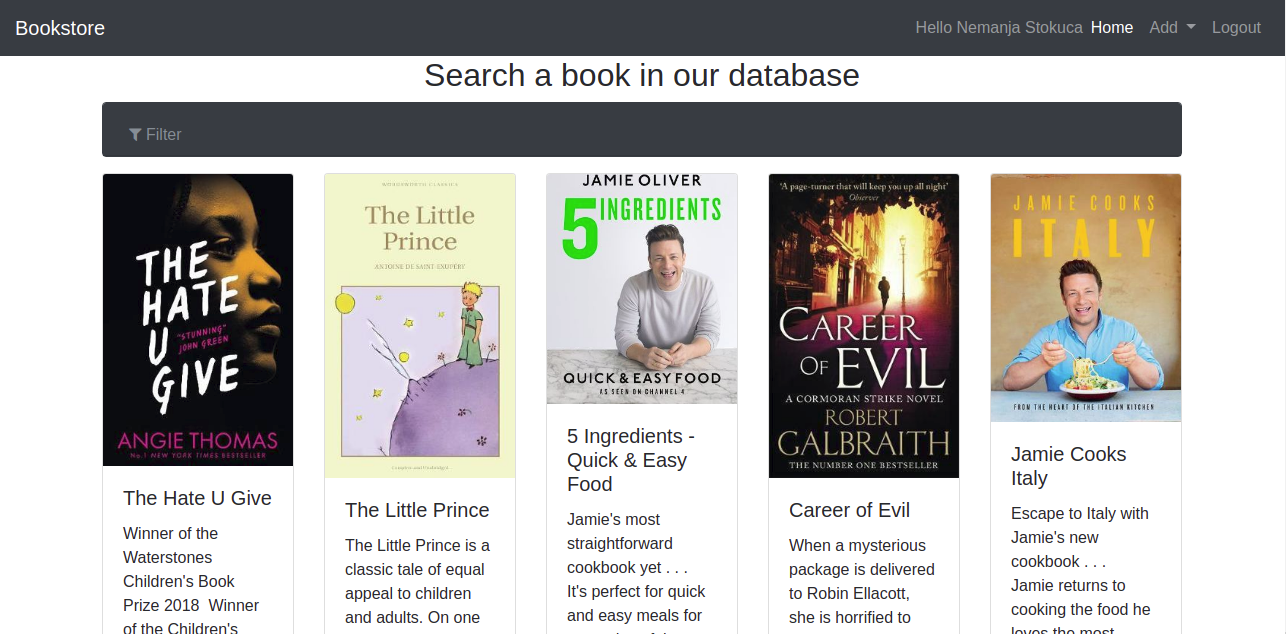 Bookstore
Hello Nemanja Stokuca Home Add Logout
Search a book in our database
Filter
THE
HATE
U
GIVE
"STUNNING"
JOHN GREEN
ANGIE THOMAS
No.1 NEW YORK TIMES BESTSELLER
The Hate U Give
Winner of the
Waterstones
Children's Book
Prize 2018 Winner
of the Children's
WORDSWORTH CLASSICS
The Little
Prince
ANTOINE DE SAINT-EXUPÉRY
Complete and Unabridged
The Little Prince
The Little Prince is a
classic tale of equal
appeal to children
and adults. On one
JAMIE OLIVER
5 INGREDIENTS
QUICK & EASY FOOD
AS SEEN ON CHANNEL 4
5 Ingredients -
Quick & Easy
Food
Jamie's most
straightforward
cookbook yet . . .
It's perfect for quick
and easy meals for
'A page-turner that will keep you up all night'
Observer
CAREER
OF EVIL
A CORMORAN STRIKE NOVEL
ROBERT
GALBRAITH
THE NUMBER ONE BESTSELLER
Career of Evil
When a mysterious
package is delivered
to Robin Ellacott,
she is horrified to
JAMIE COOKS
ITALY
FROM THE HEART OF THE ITALIAN KITCHEN
Jamie Cooks
Italy
Escape to Italy with
Jamie's new
cookbook . . .
Jamie returns to
cooking the food he
loves the most